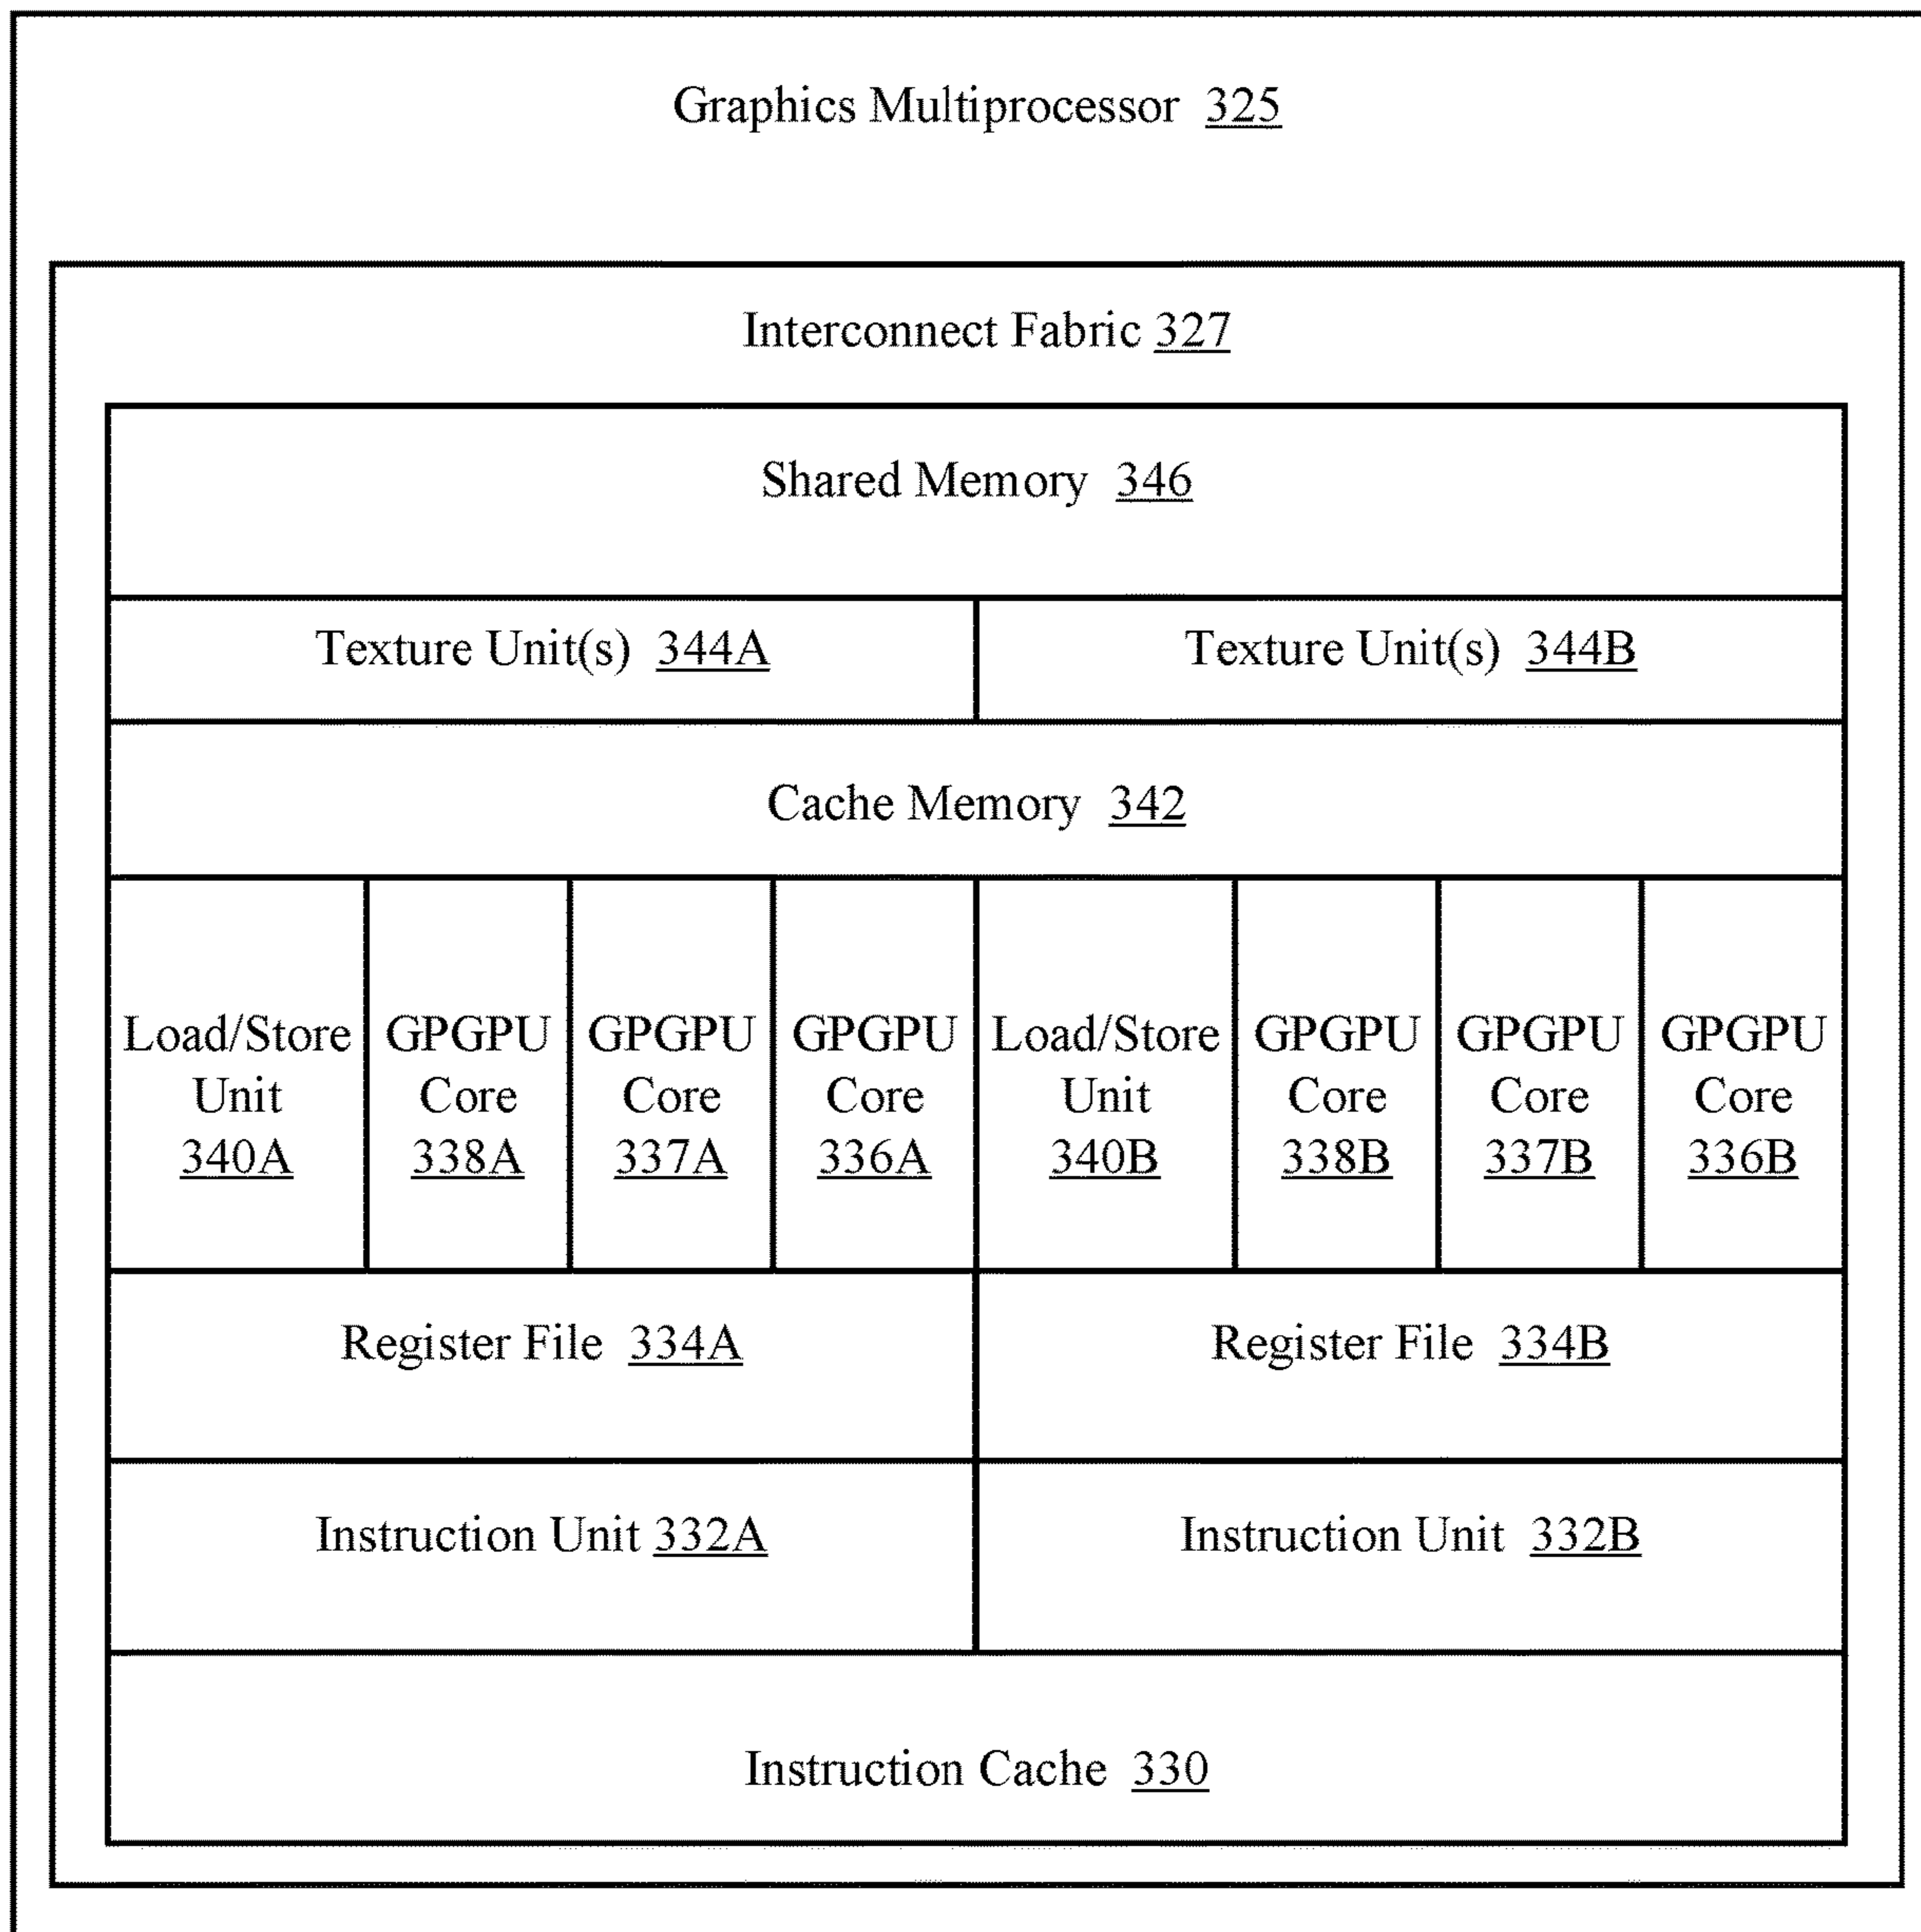 Graphics Multiprocessor 325
Interconnect Fabric 327
Shared Memory 346
Texture Unit(s) 344A
Texture Unit(s) 344B
Cache Memory 342
Load/Store
Unit
340A
GPGPU
Core
338A
GPGPU
Core
337A
GPGPU
Core
336A
Load/Store
Unit
340B
GPGPU
Core
338B
GPGPU
Core
337B
GPGPU
Core
336B
Register File 334A
Register File 334B
Instruction Unit 332A
Instruction Unit 332B
Instruction Cache 330